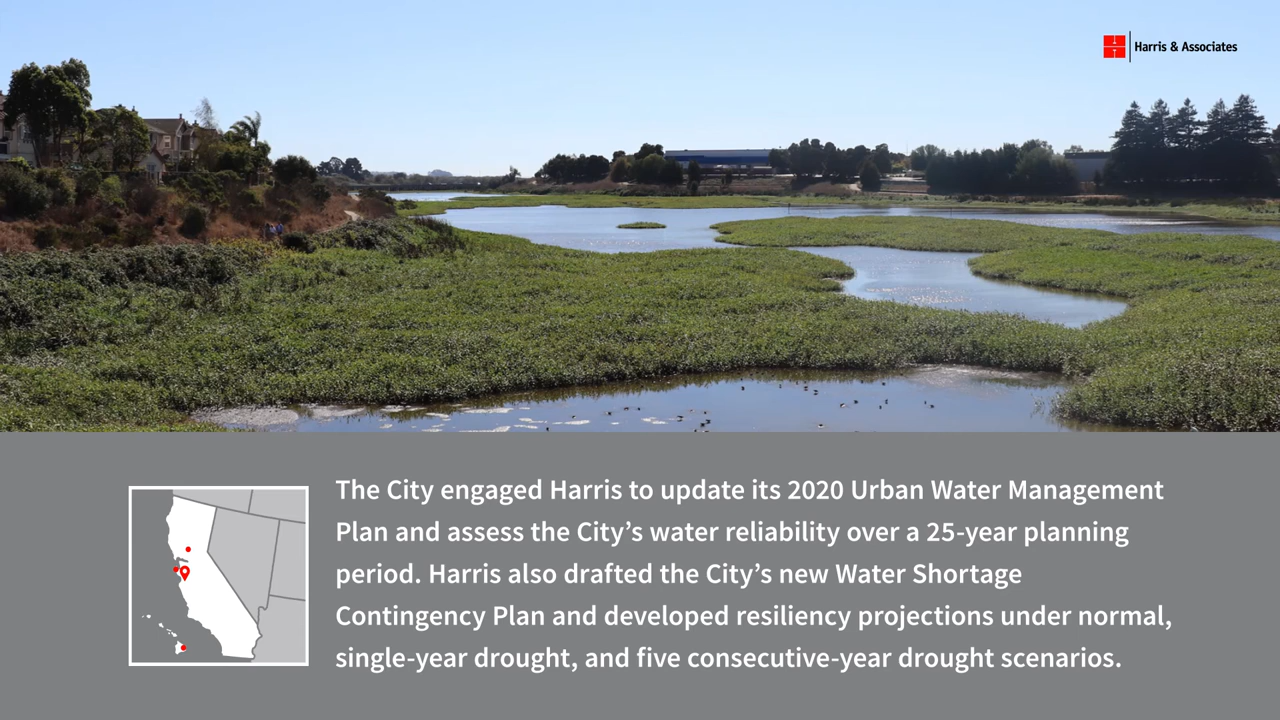 Harris & Associates
The City engaged Harris to update its 2020 Urban Water Management
Plan and assess the City’s water reliability over a 25-year planning
period. Harris also drafted the City’s new Water Shortage
Contingency Plan and developed resiliency projections under normal,
single-year drought, and five consecutive-year drought scenarios.